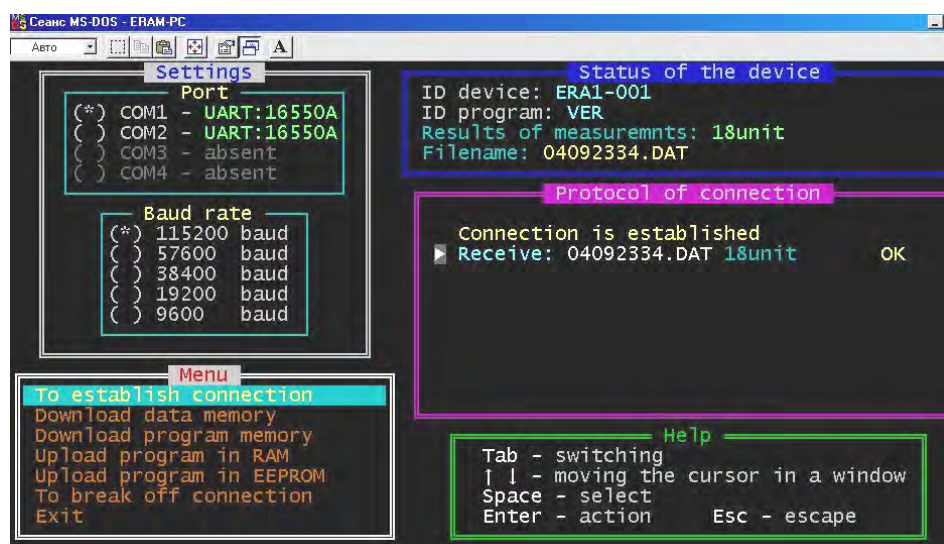 Сеанс MS-DOS - ERAM-PC
Авто
A
Settings
Port
(*) COM1 - UART:16550A
( ) COM2 - UART:16550A
( ) COM3 - absent
( ) COM4 - absent
Baud rate
(*) 115200 baud
( ) 57600 baud
( ) 38400 baud
( ) 19200 baud
( ) 9600 baud
Menu
To establish connection
Download data memory
Download program memory
Upload program in RAM
Upload program in EEPROM
To break off connection
Exit
Status of the device
ID device: ERA1-001
ID program: VER
Results of measuremnts: 18unit
Filename: 04092334.DAT
Protocol of connection
Connection is established
Receive: 04092334.DAT 18unit OK
Help
Tab - switching
↑ ↓ - moving the cursor in a window
Space - select
Enter - action Esc - escape